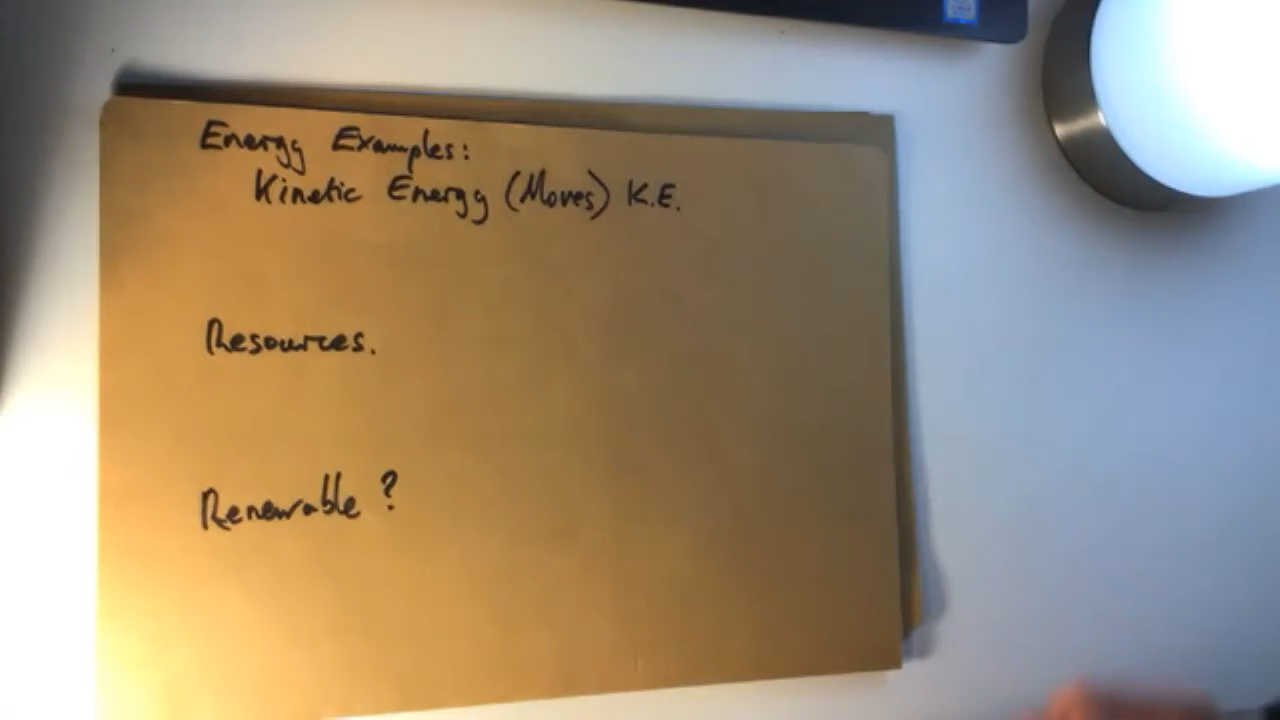 Energy Examples:
Kinetic Energy (Moves) K.E.
Resources.
Renewable ?